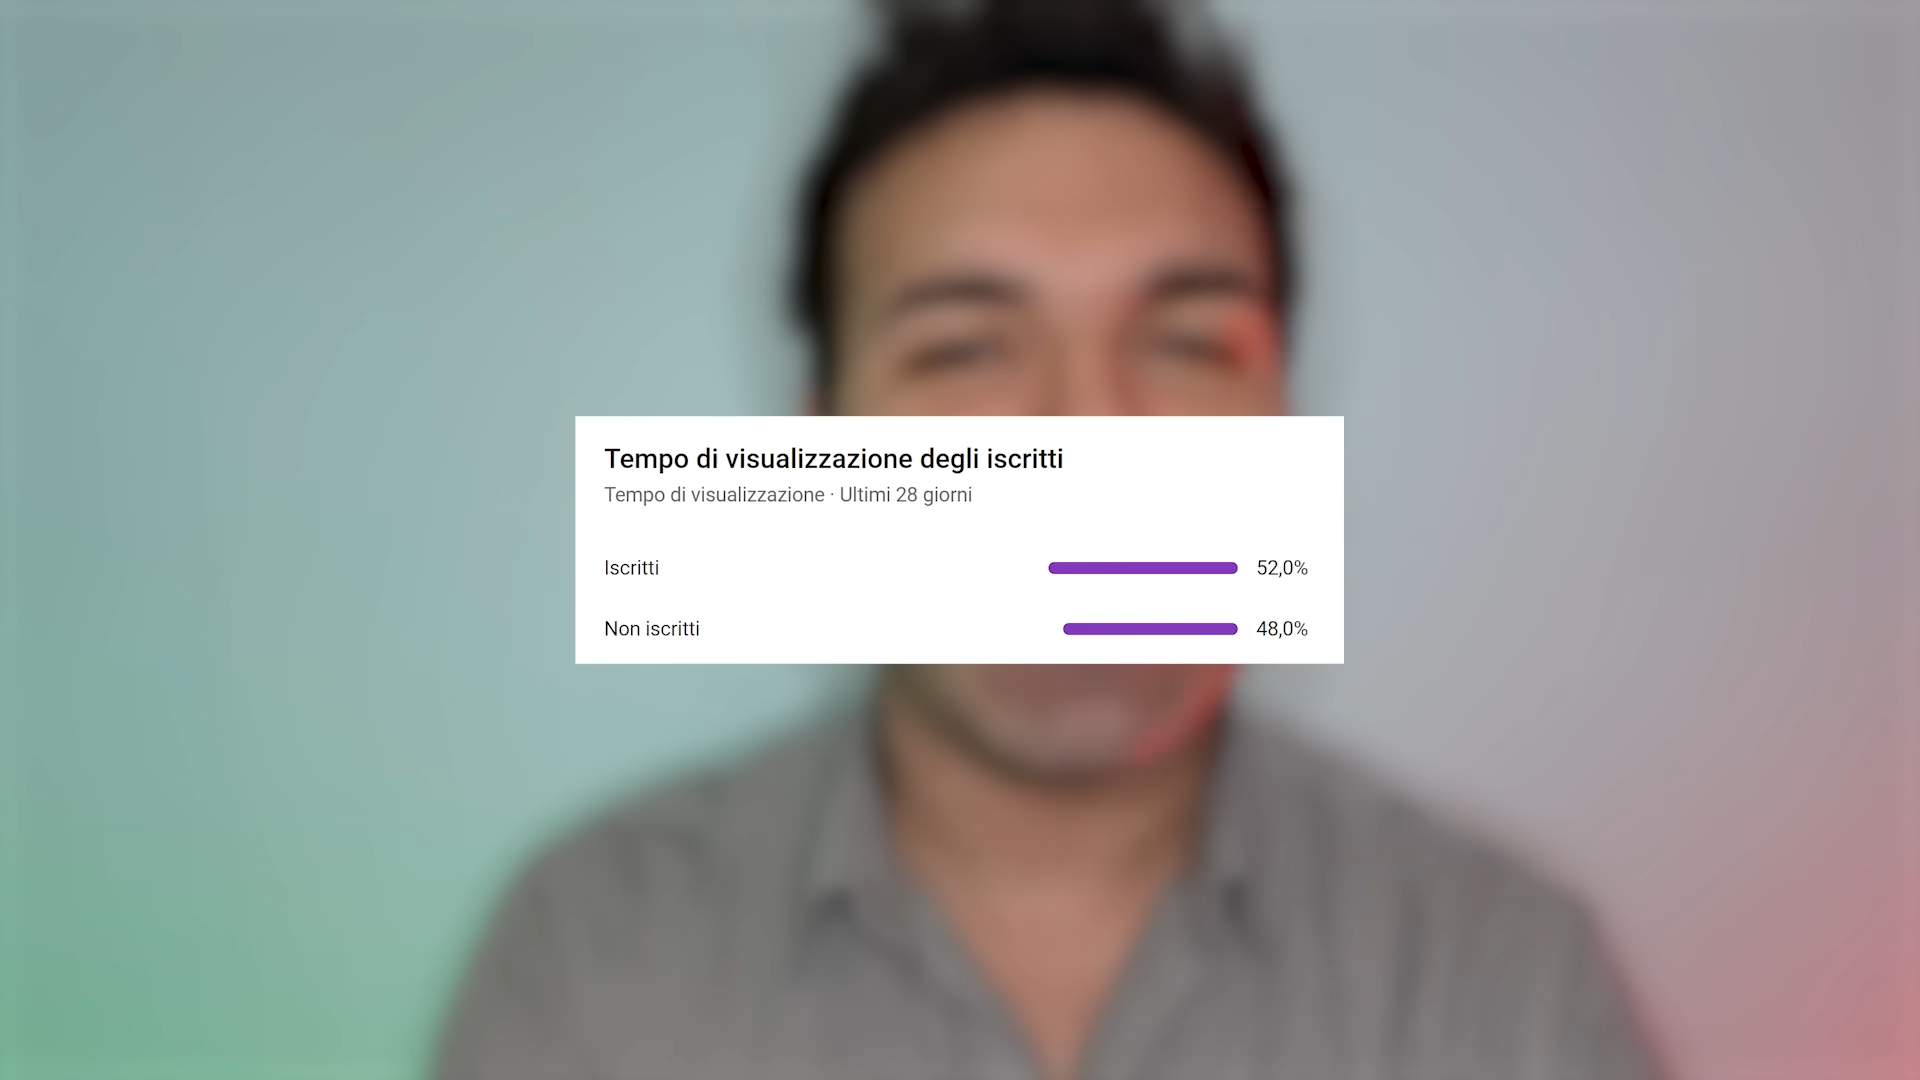 Tempo di visualizzazione degli iscritti
Tempo di visualizzazione · Ultimi 28 giorni
Iscritti 52,0%
Non iscritti 48,0%